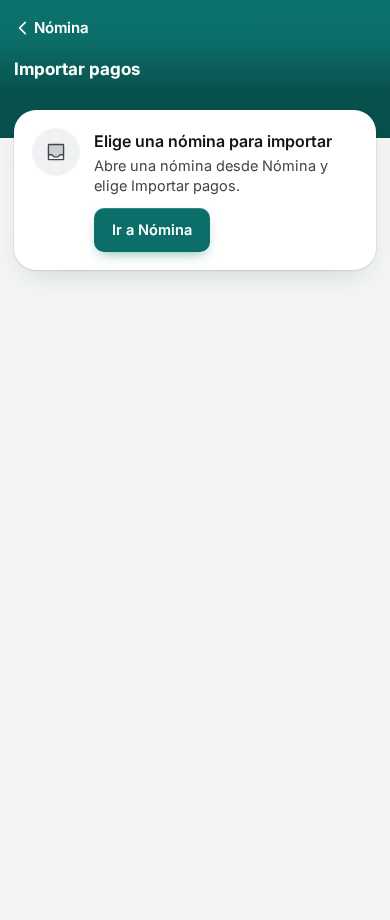 Nómina
Importar pagos
Elige una nómina para importar
Abre una nómina desde Nómina y
elige Importar pagos.
Ir a Nómina